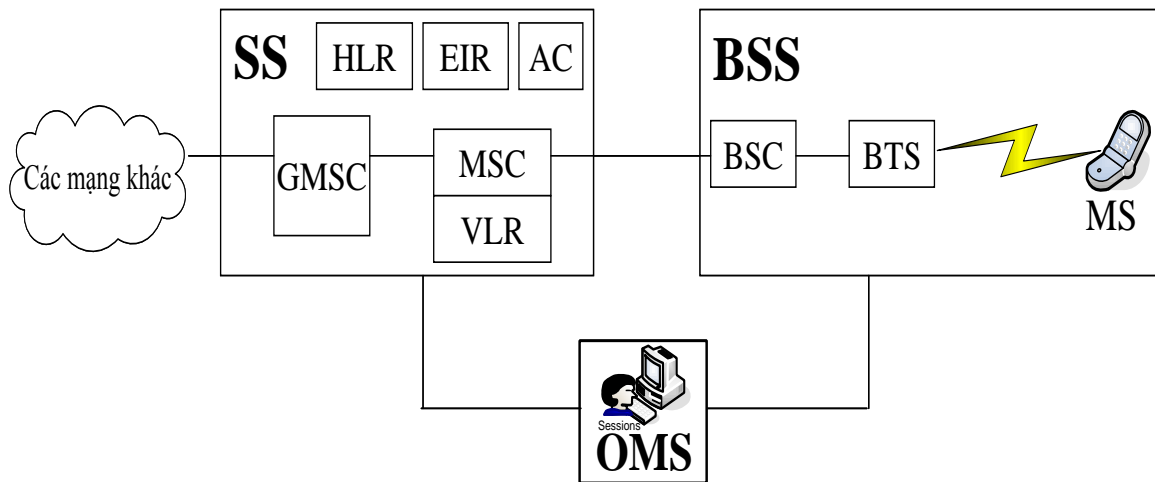 SS
HLR
EIR
AC
BSS
Các mạng khác
GMSC
MSC
VLR
BSC
BTS
MS
Sessions
OMS